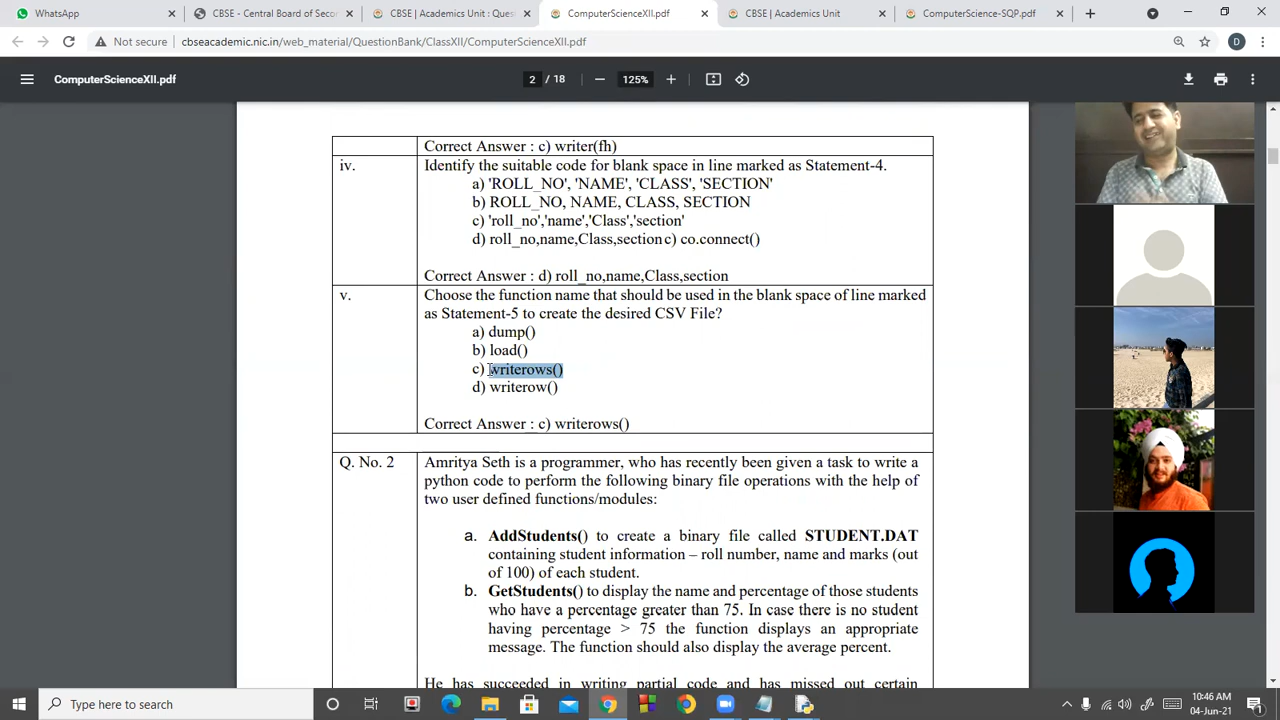 WhatsApp
CBSE - Central Board of Seco
CBSE | Academics Unit : Quest
ComputerScienceXII.pdf
CBSE | Academics Unit
ComputerScience-SQP.pdf
Not secure | cbseacademic.nic.in/web_material/QuestionBank/ClassXII/ComputerScienceXII.pdf
D
ComputerScienceXII.pdf
2 / 18
125%
Correct Answer : c) writer(fh)
iv. Identify the suitable code for blank space in line marked as Statement-4.
a) 'ROLL_NO', 'NAME', 'CLASS', 'SECTION'
b) ROLL_NO, NAME, CLASS, SECTION
c) 'roll_no','name','Class','section'
d) roll_no,name,Class,section c) co.connect()
Correct Answer : d) roll_no,name,Class,section
v. Choose the function name that should be used in the blank space of line marked
as Statement-5 to create the desired CSV File?
a) dump()
b) load()
c) writerows()
d) writerow()
Correct Answer : c) writerows()
Q. No. 2 Amritya Seth is a programmer, who has recently been given a task to write a
python code to perform the following binary file operations with the help of
two user defined functions/modules:
a. AddStudents() to create a binary file called STUDENT.DAT
containing student information – roll number, name and marks (out
of 100) of each student.
b. GetStudents() to display the name and percentage of those students
who have a percentage greater than 75. In case there is no student
having percentage > 75 the function displays an appropriate
message. The function should also display the average percent.
He has succeeded in writing partial code and has missed out certain
Type here to search
10:46 AM
04-Jun-21